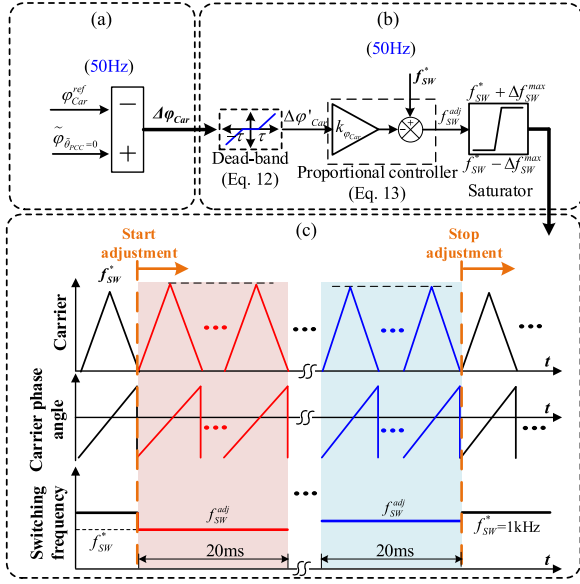 (a)
(50Hz)
φ_Car^ref
−
φ̃_{θ̃_PCC=0}
+
Δφ_Car
(b)
(50Hz)
f_SW^*
-τ τ
Dead-band
(Eq. 12)
Δφ'_Car
k_φCar
+
+
f_SW^adj
Proportional controller
(Eq. 13)
f_SW^* + Δf_SW^max
f_SW^* − Δf_SW^max
Saturator
(c)
Start
adjustment
Stop
adjustment
f_SW^*
Carrier
t
Carrier phase
angle
t
Switching
frequency
f_SW^*
f_SW^adj
f_SW^adj
f_SW^*=1kHz
20ms
20ms
t